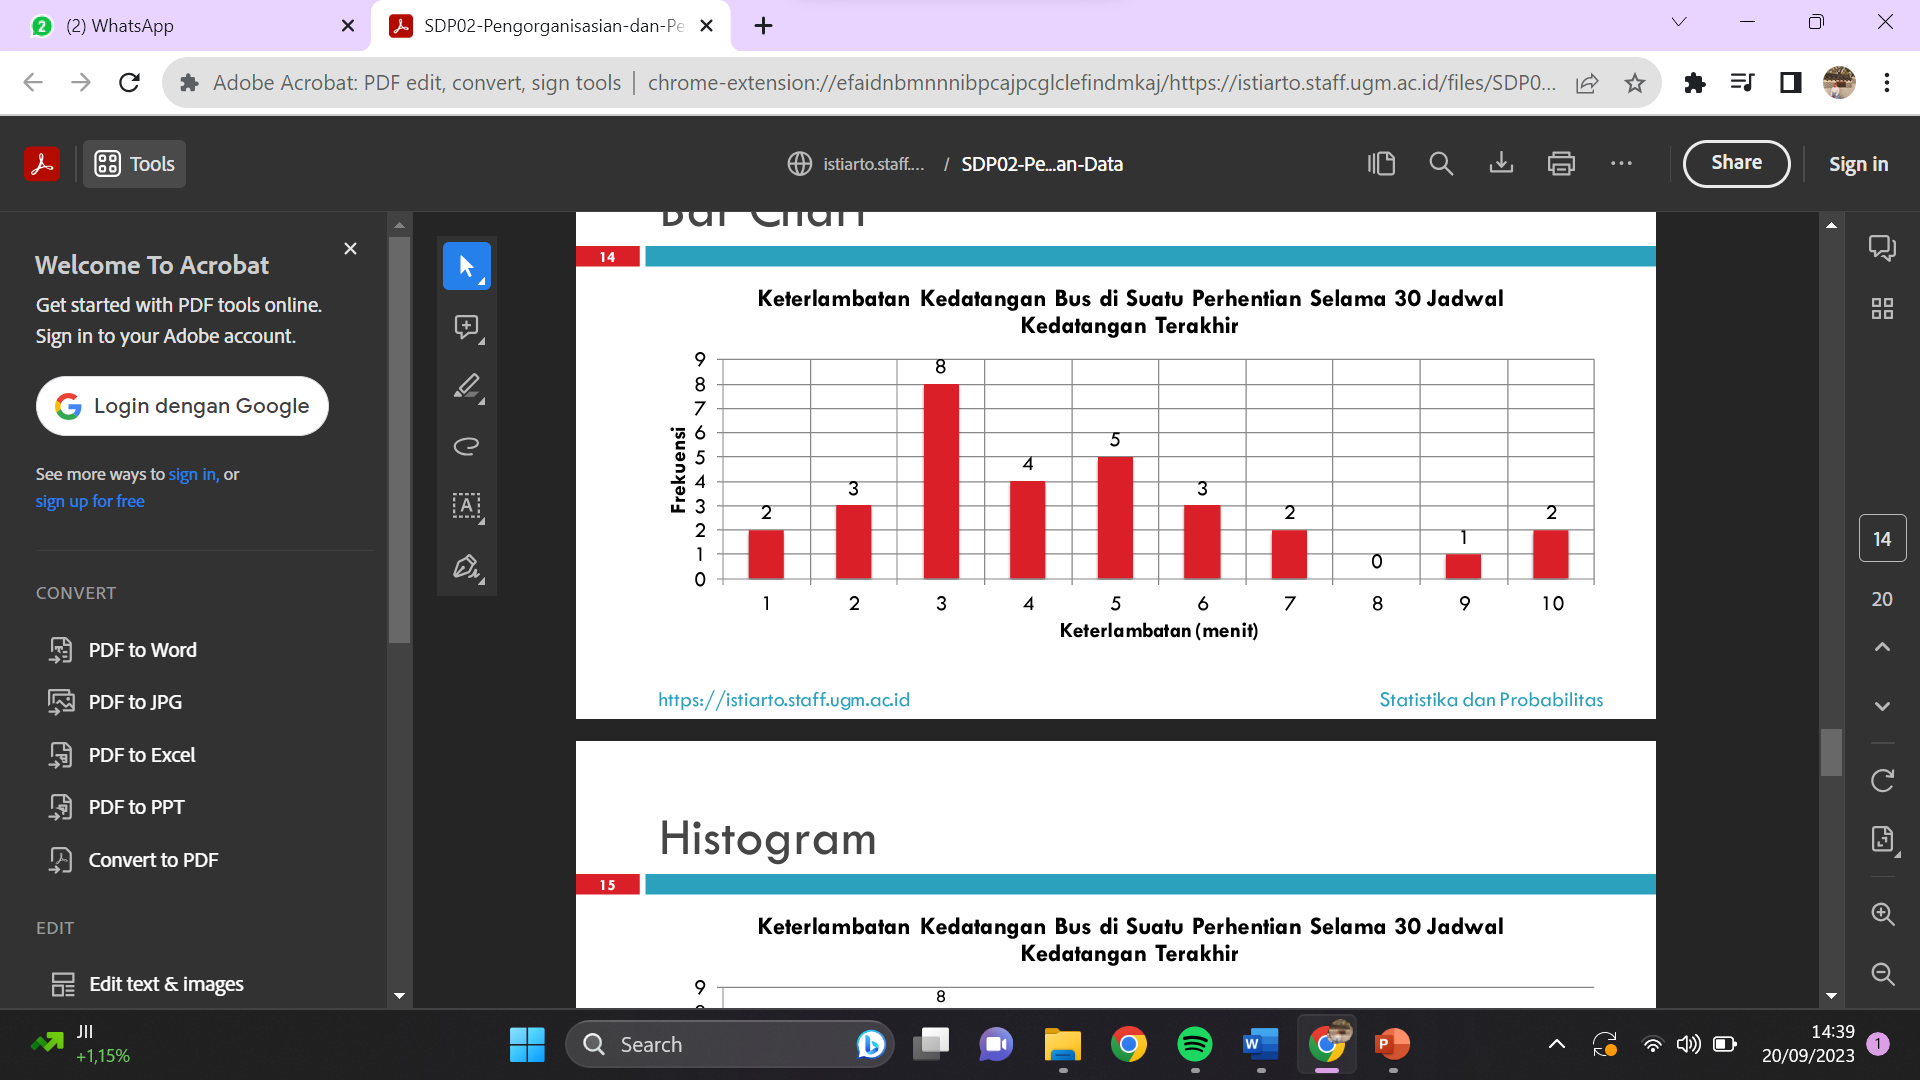 (2) WhatsApp
SDP02-Pengorganisasian-dan-Pe
Adobe Acrobat: PDF edit, convert, sign tools | chrome-extension://efaidnbmnnnibpcajpcglclefindmkaj/https://istiarto.staff.ugm.ac.id/files/SDP0...
Tools
istiarto.staff.... / SDP02-Pe...an-Data
Share
Sign in
Welcome To Acrobat
Get started with PDF tools online.
Sign in to your Adobe account.
Login dengan Google
See more ways to sign in, or
sign up for free
CONVERT
PDF to Word
PDF to JPG
PDF to Excel
PDF to PPT
Convert to PDF
EDIT
Edit text & images
Bar Chart
14
Keterlambatan Kedatangan Bus di Suatu Perhentian Selama 30 Jadwal
Kedatangan Terakhir
Frekuensi
9
8
7
6
5
4
3
2
1
0
2 3 8 4 5 3 2 0 1 2
1 2 3 4 5 6 7 8 9 10
Keterlambatan (menit)
https://istiarto.staff.ugm.ac.id
Statistika dan Probabilitas
Histogram
15
Keterlambatan Kedatangan Bus di Suatu Perhentian Selama 30 Jadwal
Kedatangan Terakhir
9
8
14
20
JII
+1,15%
Search
14:39
20/09/2023
1